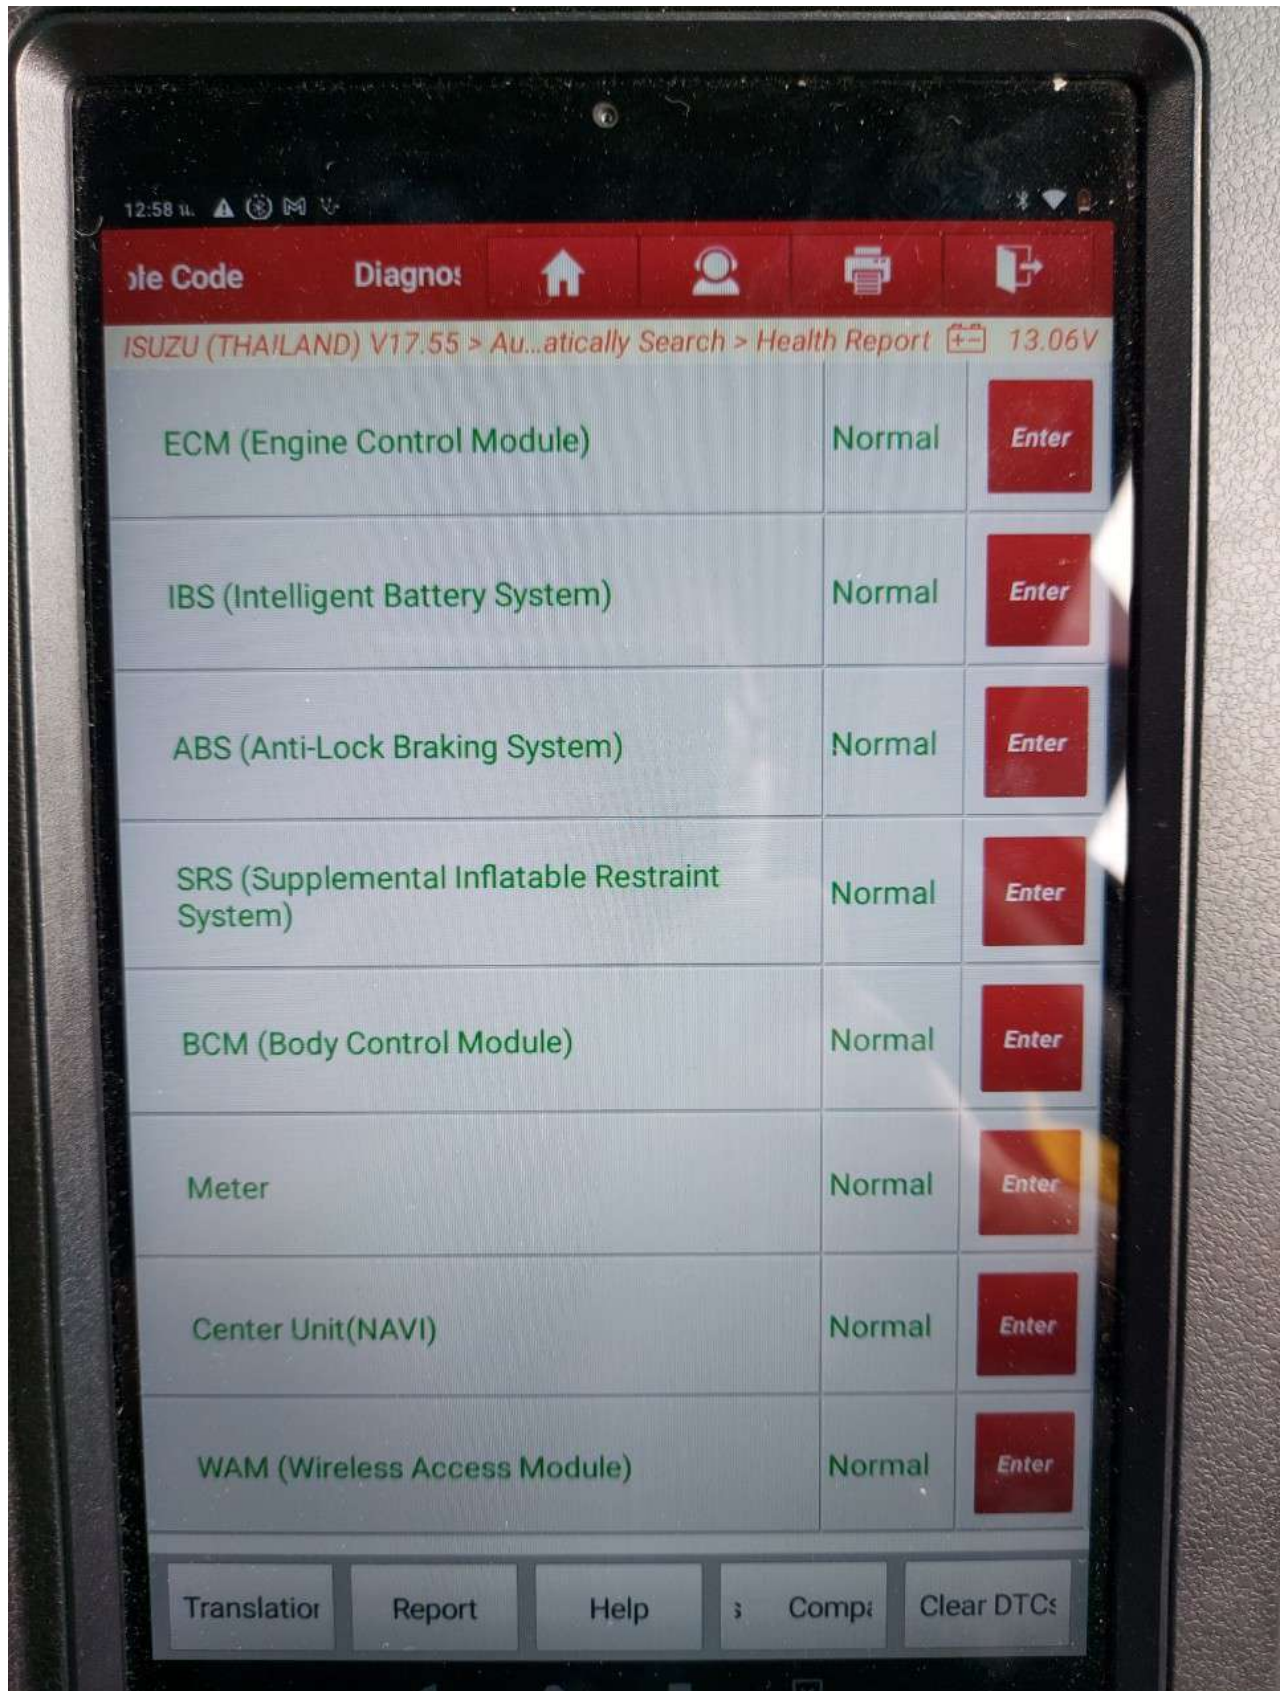 12:58 น.
ole Code Diagnos
ISUZU (THAILAND) V17.55 > Au...atically Search > Health Report 13.06V
ECM (Engine Control Module) Normal Enter
IBS (Intelligent Battery System) Normal Enter
ABS (Anti-Lock Braking System) Normal Enter
SRS (Supplemental Inflatable Restraint
System) Normal Enter
BCM (Body Control Module) Normal Enter
Meter Normal Enter
Center Unit(NAVI) Normal Enter
WAM (Wireless Access Module) Normal Enter
Translation Report Help s Compa Clear DTCs